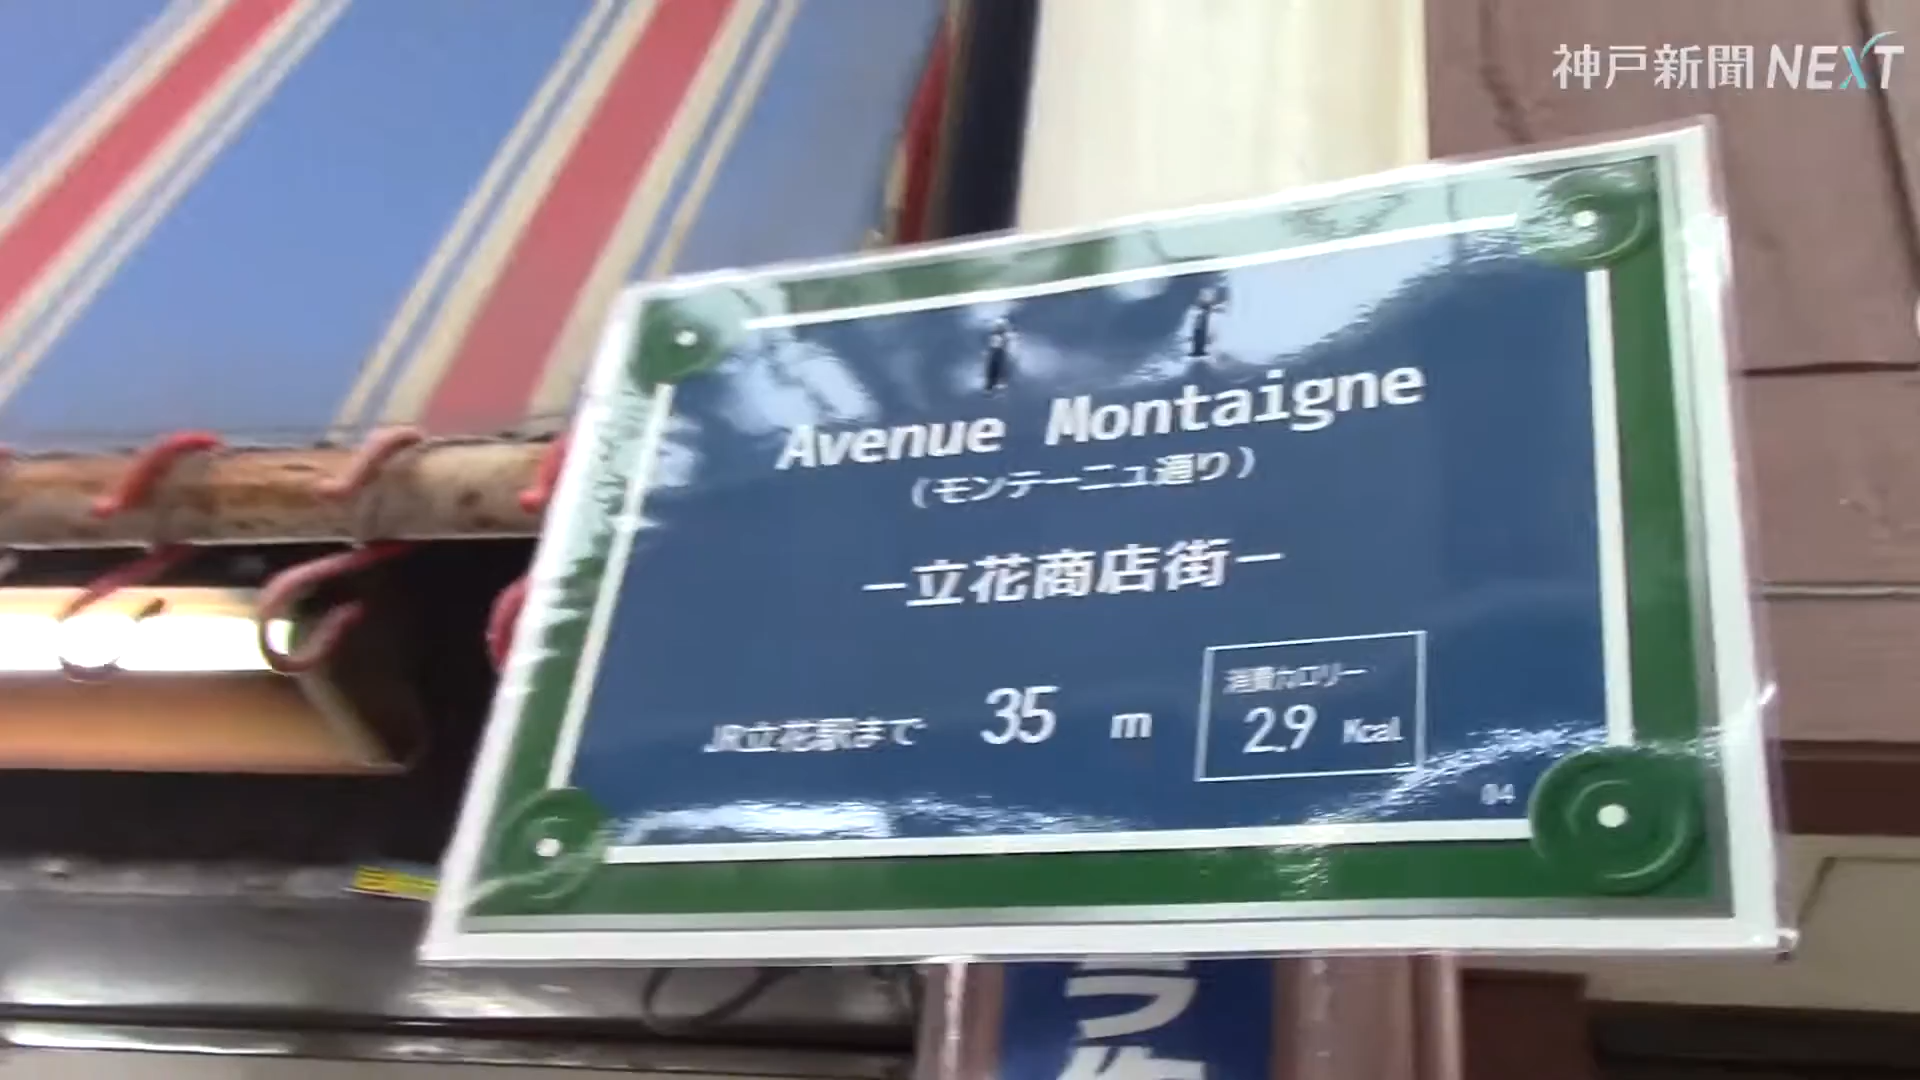 神戸新聞NEXT
Avenue Montaigne
(モンテーニュ通り)
－立花商店街－
JR立花駅まで 35 m
消費カロリー
2.9 Kcal
04